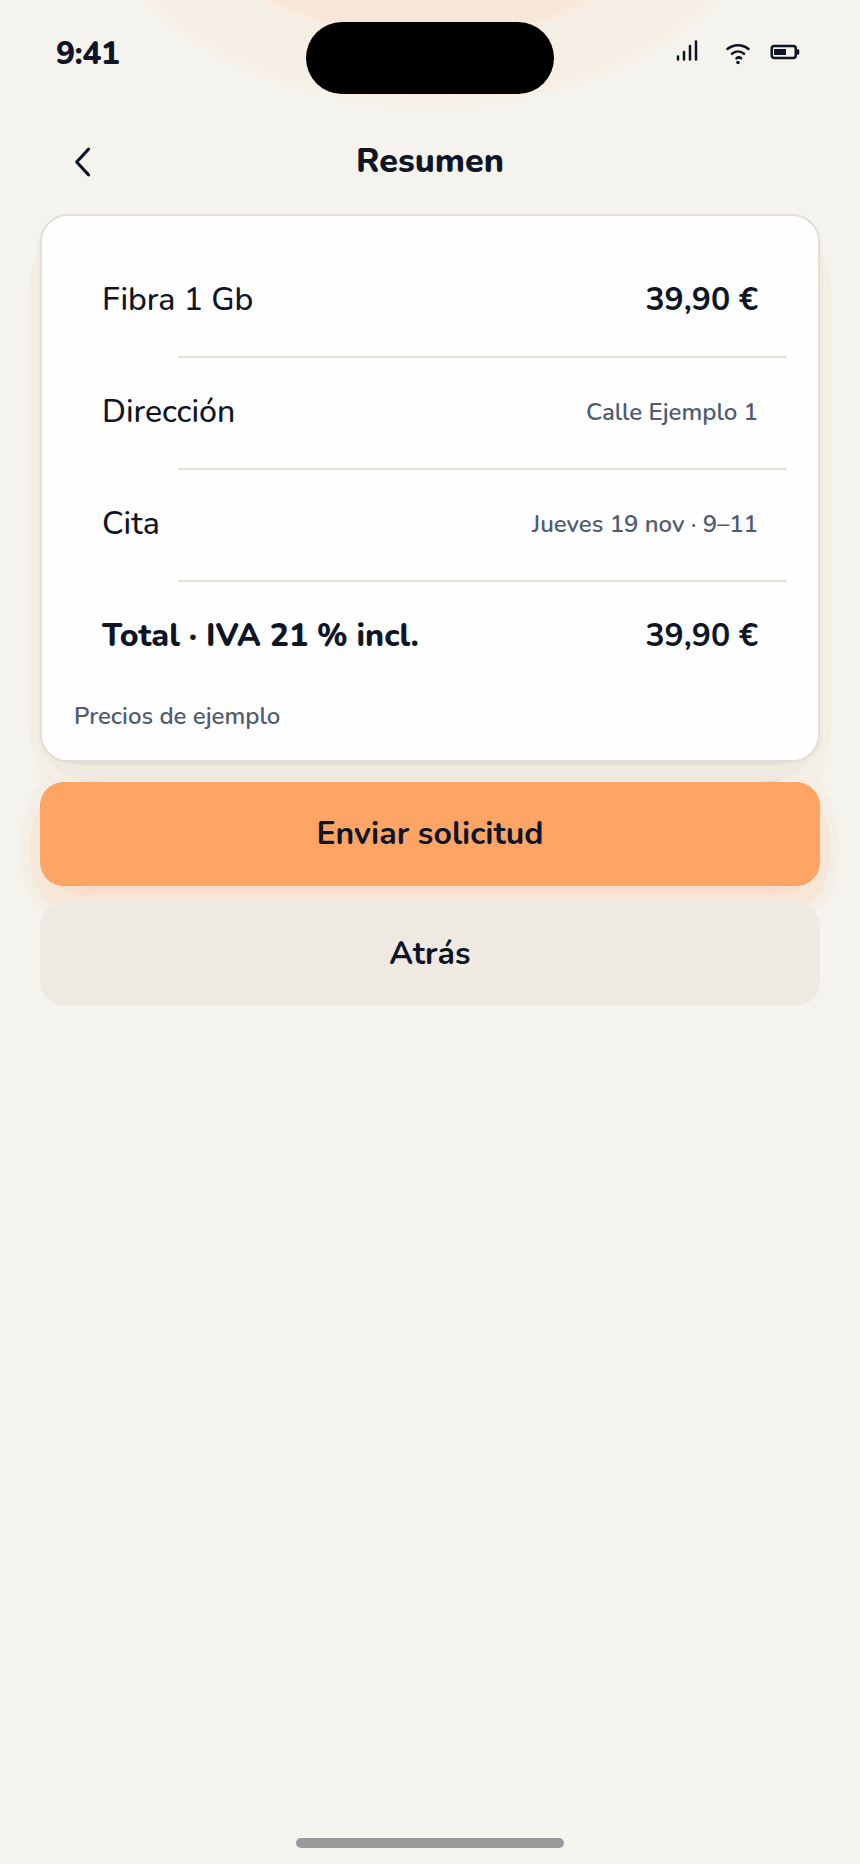 9:41
Resumen
Fibra 1 Gb 39,90 €
Dirección Calle Ejemplo 1
Cita Jueves 19 nov · 9–11
Total · IVA 21 % incl. 39,90 €
Precios de ejemplo
Enviar solicitud
Atrás